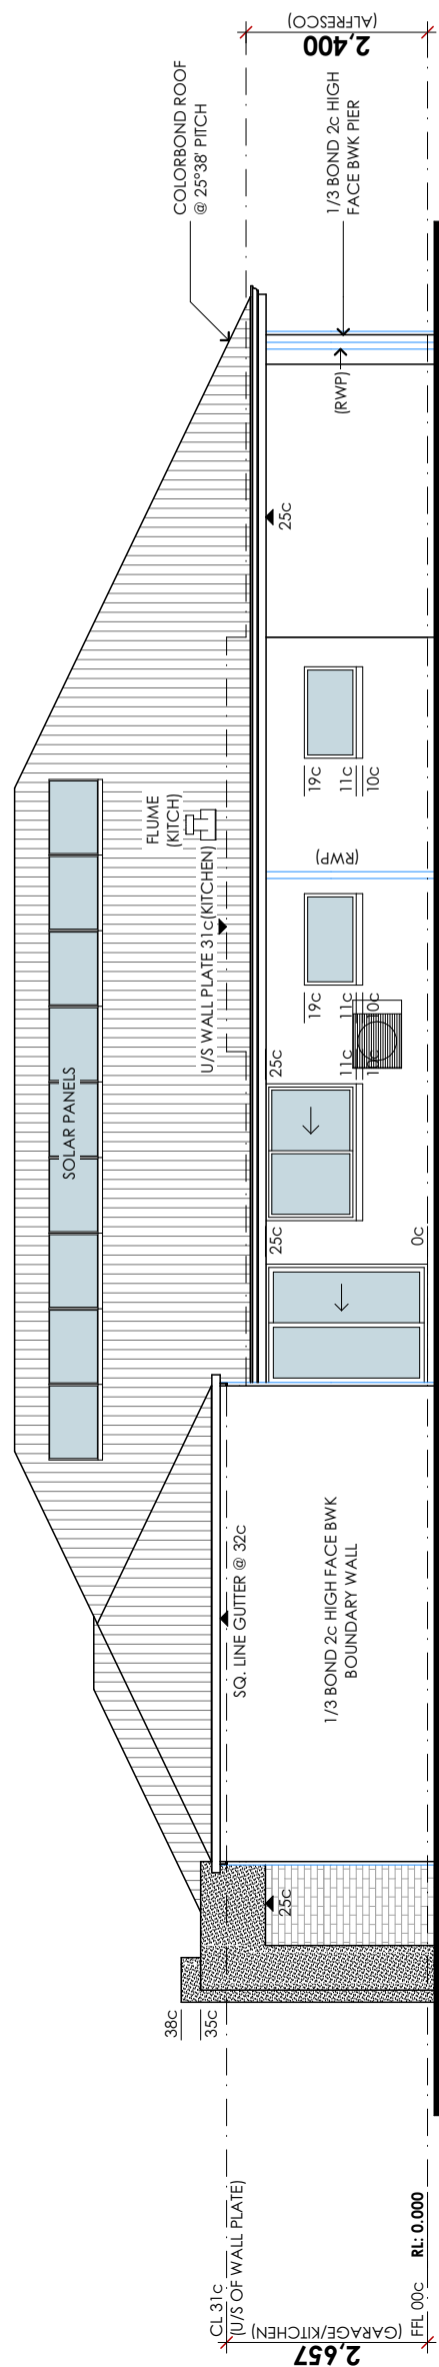 CL 31c
(U/S OF WALL PLATE)
2,657
(GARAGE/KITCHEN)
FFL 00c
RL: 0.000
38c
35c
25c
SQ. LINE GUTTER @ 32c
1/3 BOND 2c HIGH FACE BWK
BOUNDARY WALL
SOLAR PANELS
U/S WALL PLATE 31c(KITCHEN)
FLUME
(KITCH)
25c
0c
25c
11c
19c
11c
10c
(RWP)
19c
11c
10c
25c
COLORBOND ROOF
@ 25°38' PITCH
(RWP)
1/3 BOND 2c HIGH
FACE BWK PIER
2,400
(ALFRESCO)